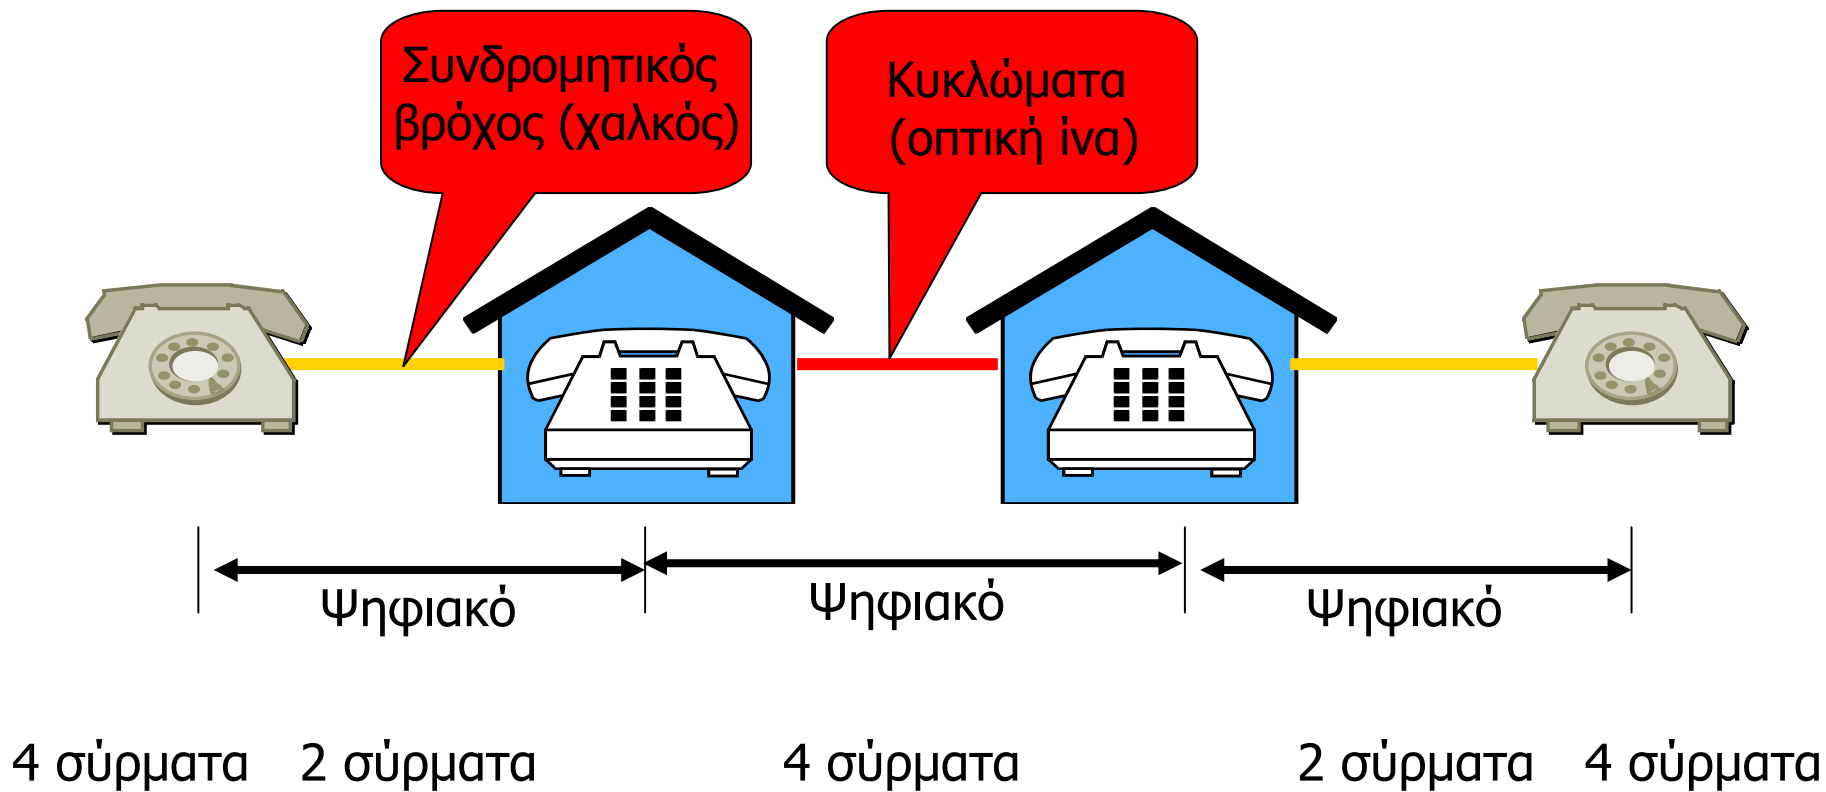 Συνδρομητικός
βρόχος (χαλκός)
Κυκλώματα
(οπτική ίνα)
Ψηφιακό
Ψηφιακό
Ψηφιακό
4 σύρματα
2 σύρματα
4 σύρματα
2 σύρματα
4 σύρματα